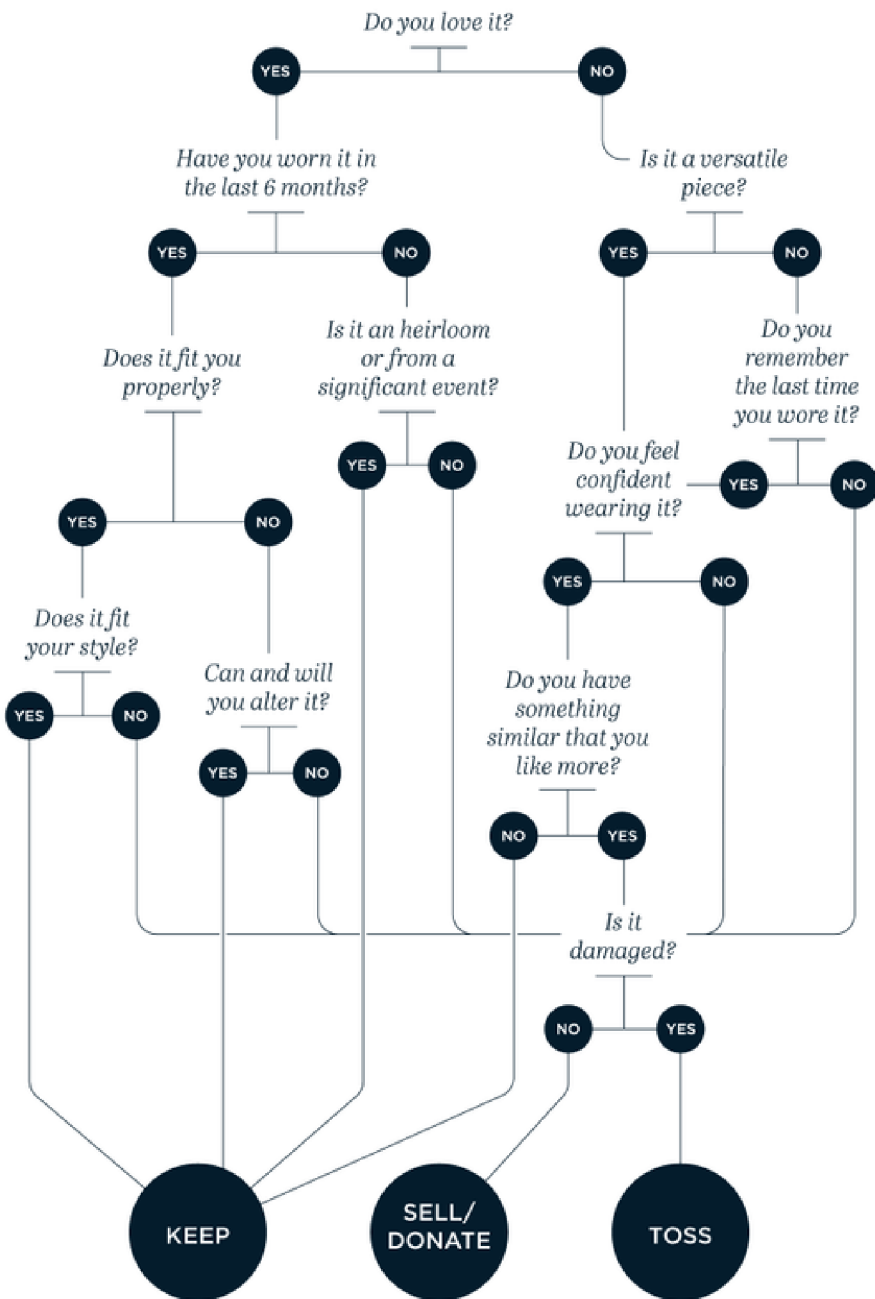 Do you love it?
YES
NO
Have you worn it in
the last 6 months?
Is it a versatile
piece?
YES
NO
YES
NO
Does it fit you
properly?
Is it an heirloom
or from a
significant event?
Do you
remember
the last time
you wore it?
YES
NO
Do you feel
confident
wearing it?
YES
NO
YES
NO
YES
NO
Does it fit
your style?
Can and will
you alter it?
Do you have
something
similar that you
like more?
YES
NO
YES
NO
NO
YES
Is it
damaged?
NO
YES
KEEP
SELL/
DONATE
TOSS